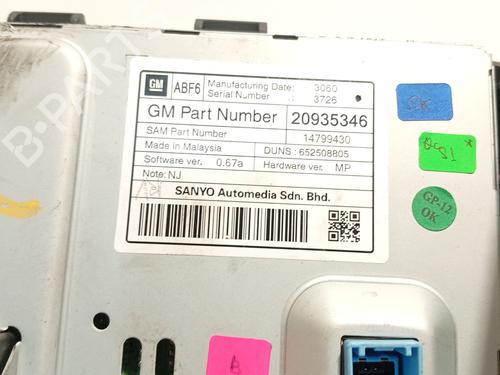 GM ABF6 Manufacturing Date: 3060
Serial Number : 3726
GM Part Number 20935346
SAM Part Number 14799430
Made in Malaysia DUNS : 652508805
Software ver. 0.67a Hardware ver. MP
Note: NJ
SANYO Automedia Sdn. Bhd.
OK
GP-12
OK
B-PARTS